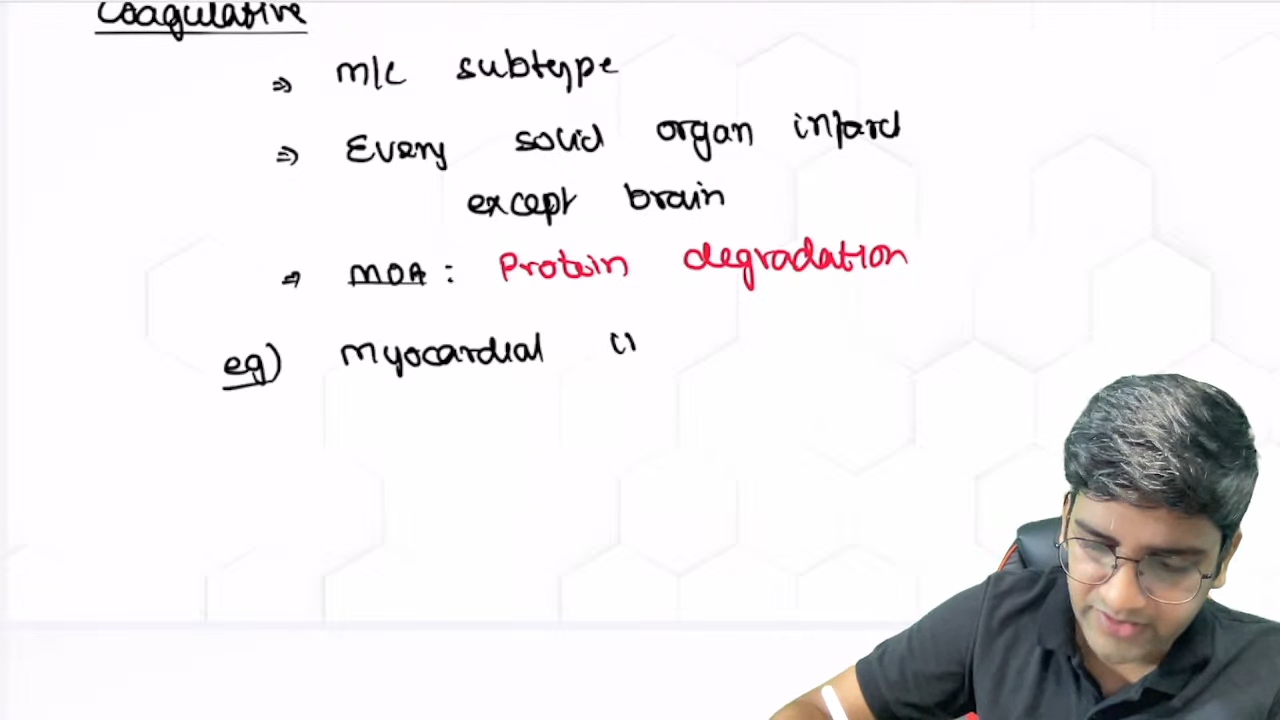 Coagulative
⇒ M/C subtype
⇒ Every solid organ infarct
except brain
⇒ MOA : Protein degradation
eg) Myocardial